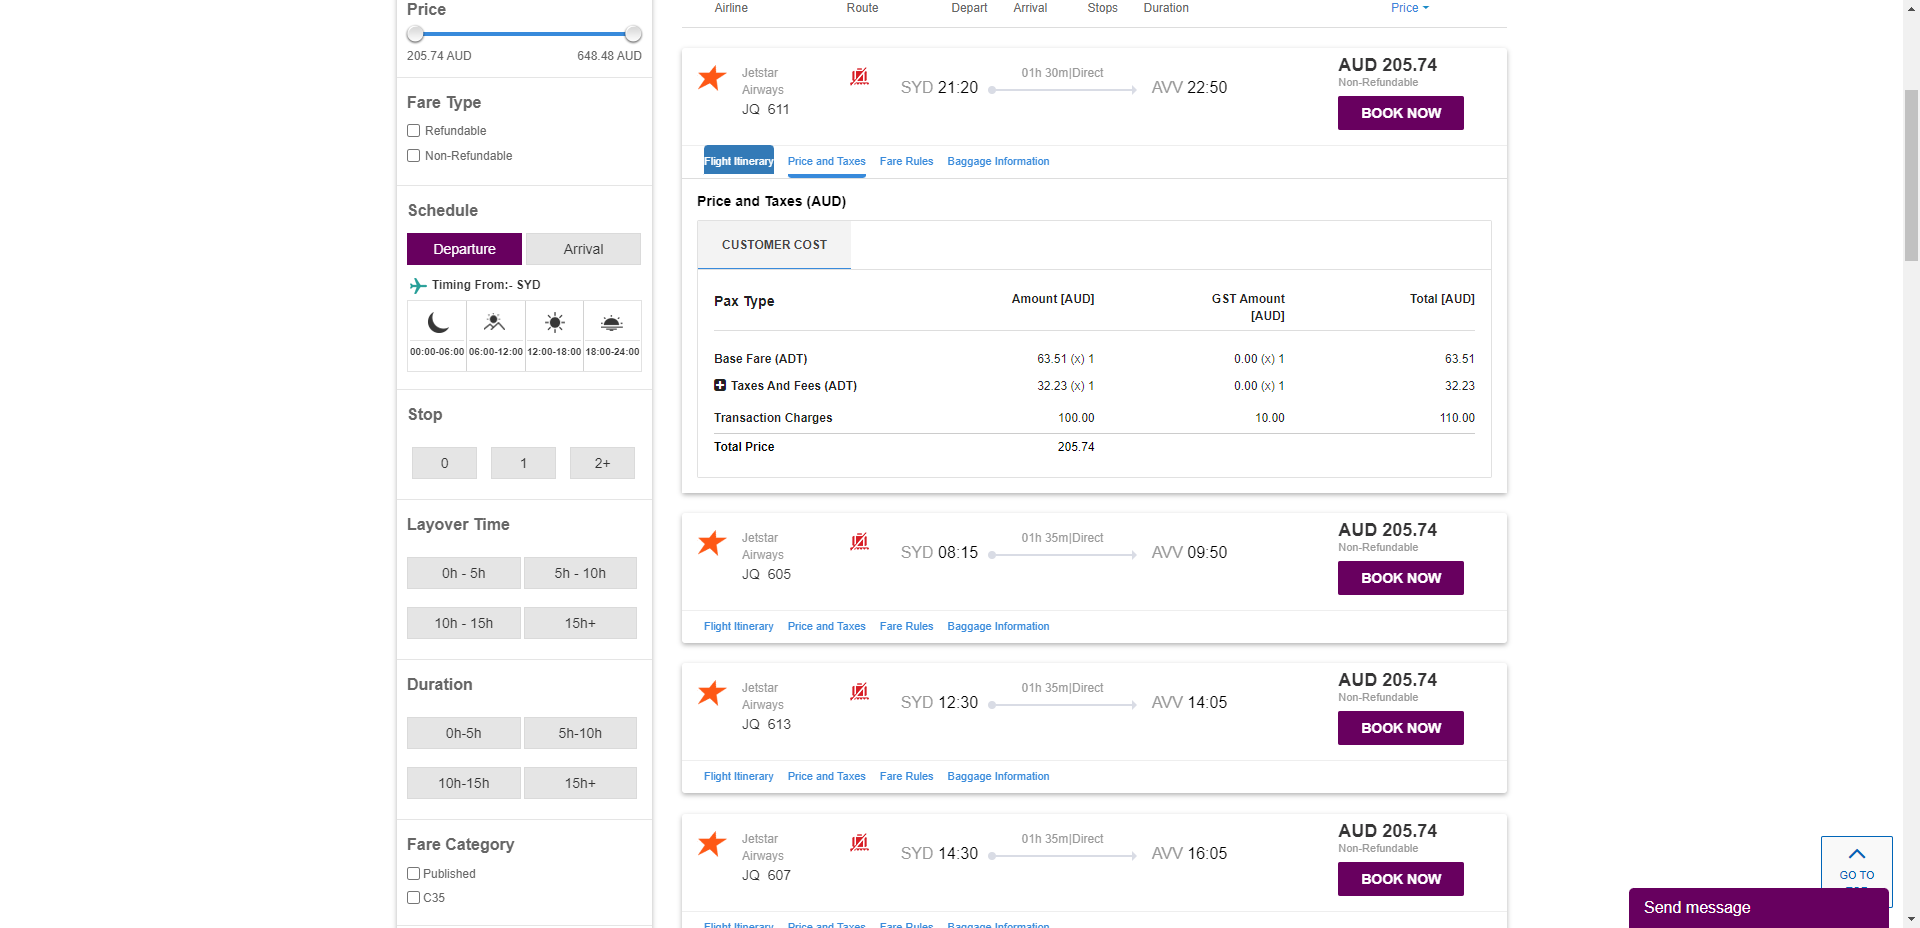 Price
205.74 AUD 648.48 AUD
Fare Type
Refundable
Non-Refundable
Schedule
Departure Arrival
Timing From:- SYD
00:00-06:00 06:00-12:00 12:00-18:00 18:00-24:00
Stop
0 1 2+
Layover Time
0h - 5h 5h - 10h
10h - 15h 15h+
Duration
0h-5h 5h-10h
10h-15h 15h+
Fare Category
Published
C35
Airline Route Depart Arrival Stops Duration Price
Jetstar
Airways
JQ 611
SYD 21:20
01h 30m|Direct
AVV 22:50
AUD 205.74
Non-Refundable
BOOK NOW
Flight Itinerary Price and Taxes Fare Rules Baggage Information
Price and Taxes (AUD)
CUSTOMER COST
Pax Type Amount [AUD] GST Amount [AUD] Total [AUD]
Base Fare (ADT) 63.51 (x) 1 0.00 (x) 1 63.51
Taxes And Fees (ADT) 32.23 (x) 1 0.00 (x) 1 32.23
Transaction Charges 100.00 10.00 110.00
Total Price 205.74
Jetstar
Airways
JQ 605
SYD 08:15
01h 35m|Direct
AVV 09:50
AUD 205.74
Non-Refundable
BOOK NOW
Flight Itinerary Price and Taxes Fare Rules Baggage Information
Jetstar
Airways
JQ 613
SYD 12:30
01h 35m|Direct
AVV 14:05
AUD 205.74
Non-Refundable
BOOK NOW
Flight Itinerary Price and Taxes Fare Rules Baggage Information
Jetstar
Airways
JQ 607
SYD 14:30
01h 35m|Direct
AVV 16:05
AUD 205.74
Non-Refundable
BOOK NOW
Flight Itinerary Price and Taxes Fare Rules Baggage Information
GO TO
Send message